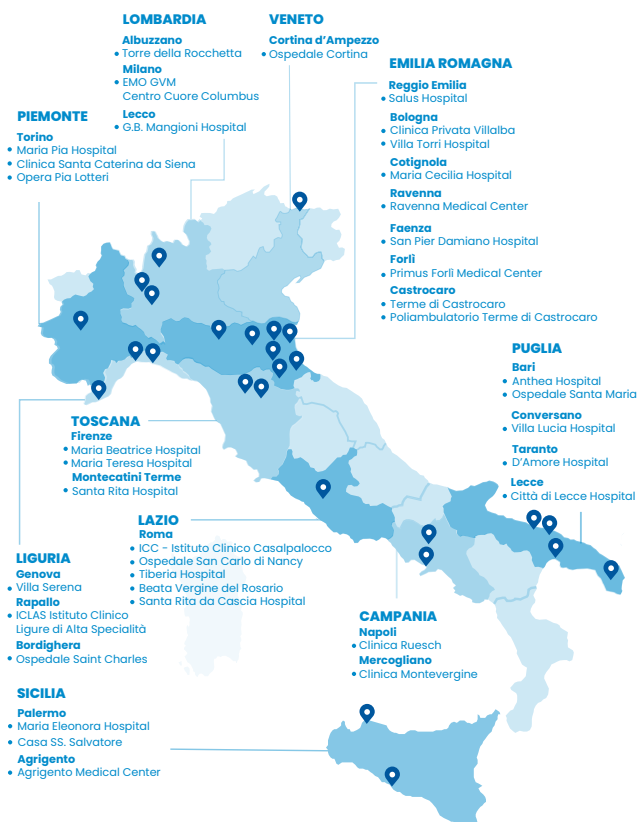 LOMBARDIA
Albuzzano
• Torre della Rocchetta
Milano
• EMO GVM
Centro Cuore Columbus
Lecco
• G.B. Mangioni Hospital
VENETO
Cortina d’Ampezzo
• Ospedale Cortina
EMILIA ROMAGNA
Reggio Emilia
• Salus Hospital
Bologna
• Clinica Privata Villalba
• Villa Torri Hospital
Cotignola
• Maria Cecilia Hospital
Ravenna
• Ravenna Medical Center
Faenza
• San Pier Damiano Hospital
Forlì
• Primus Forlì Medical Center
Castrocaro
• Terme di Castrocaro
• Poliambulatorio Terme di Castrocaro
PIEMONTE
Torino
• Maria Pia Hospital
• Clinica Santa Caterina da Siena
• Opera Pia Lotteri
PUGLIA
Bari
• Anthea Hospital
• Ospedale Santa Maria
Conversano
• Villa Lucia Hospital
Taranto
• D’Amore Hospital
Lecce
• Città di Lecce Hospital
TOSCANA
Firenze
• Maria Beatrice Hospital
• Maria Teresa Hospital
Montecatini Terme
• Santa Rita Hospital
LAZIO
Roma
• ICC - Istituto Clinico Casalpalocco
• Ospedale San Carlo di Nancy
• Tiberia Hospital
• Beata Vergine del Rosario
• Santa Rita da Cascia Hospital
LIGURIA
Genova
• Villa Serena
Rapallo
• ICLAS Istituto Clinico
Ligure di Alta Specialità
Bordighera
• Ospedale Saint Charles
CAMPANIA
Napoli
• Clinica Ruesch
Mercogliano
• Clinica Montevergine
SICILIA
Palermo
• Maria Eleonora Hospital
• Casa SS. Salvatore
Agrigento
• Agrigento Medical Center